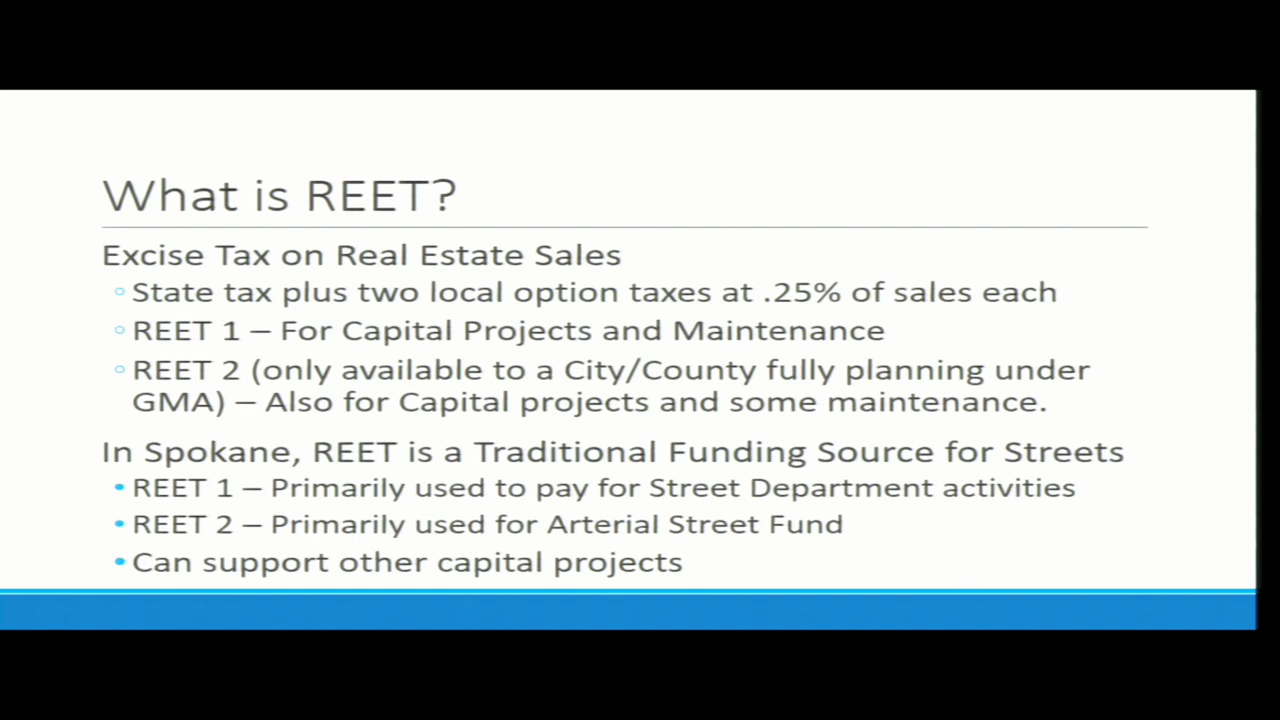 What is REET?
Excise Tax on Real Estate Sales
◦ State tax plus two local option taxes at .25% of sales each
◦ REET 1 – For Capital Projects and Maintenance
◦ REET 2 (only available to a City/County fully planning under
GMA) – Also for Capital projects and some maintenance.
In Spokane, REET is a Traditional Funding Source for Streets
• REET 1 – Primarily used to pay for Street Department activities
• REET 2 – Primarily used for Arterial Street Fund
• Can support other capital projects